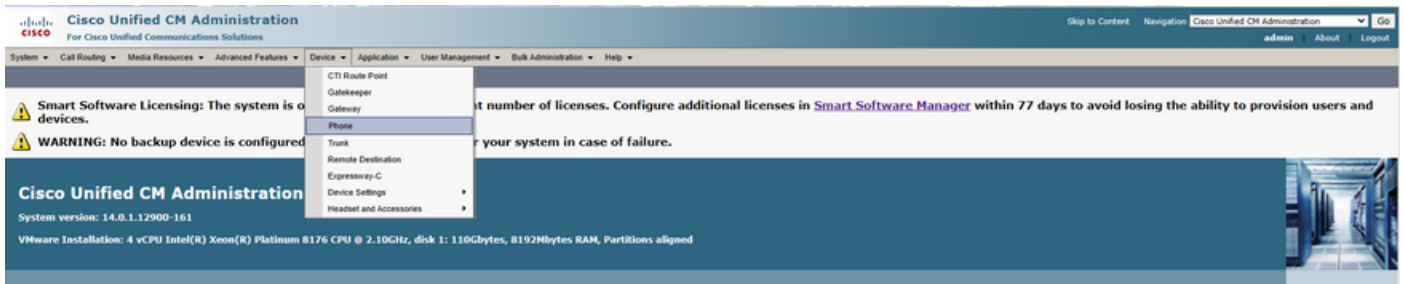 Cisco Unified CM Administration
For Cisco Unified Communications Solutions
Skip to Content Navigation Cisco Unified CM Administration Go
admin About Logout
System Call Routing Media Resources Advanced Features Device Application User Management Bulk Administration Help
CTI Route Point
Gatekeeper
Gateway
Phone
Trunk
Remote Destination
Expressway-C
Device Settings
Headset and Accessories
Smart Software Licensing: The system is o
t number of licenses. Configure additional licenses in Smart Software Manager within 77 days to avoid losing the ability to provision users and
devices.
WARNING: No backup device is configured
r your system in case of failure.
Cisco Unified CM Administration
System version: 14.0.1.12900-161
VMware Installation: 4 vCPU Intel(R) Xeon(R) Platinum 8176 CPU @ 2.10GHz, disk 1: 110Gbytes, 8192Mbytes RAM, Partitions aligned
CISCO